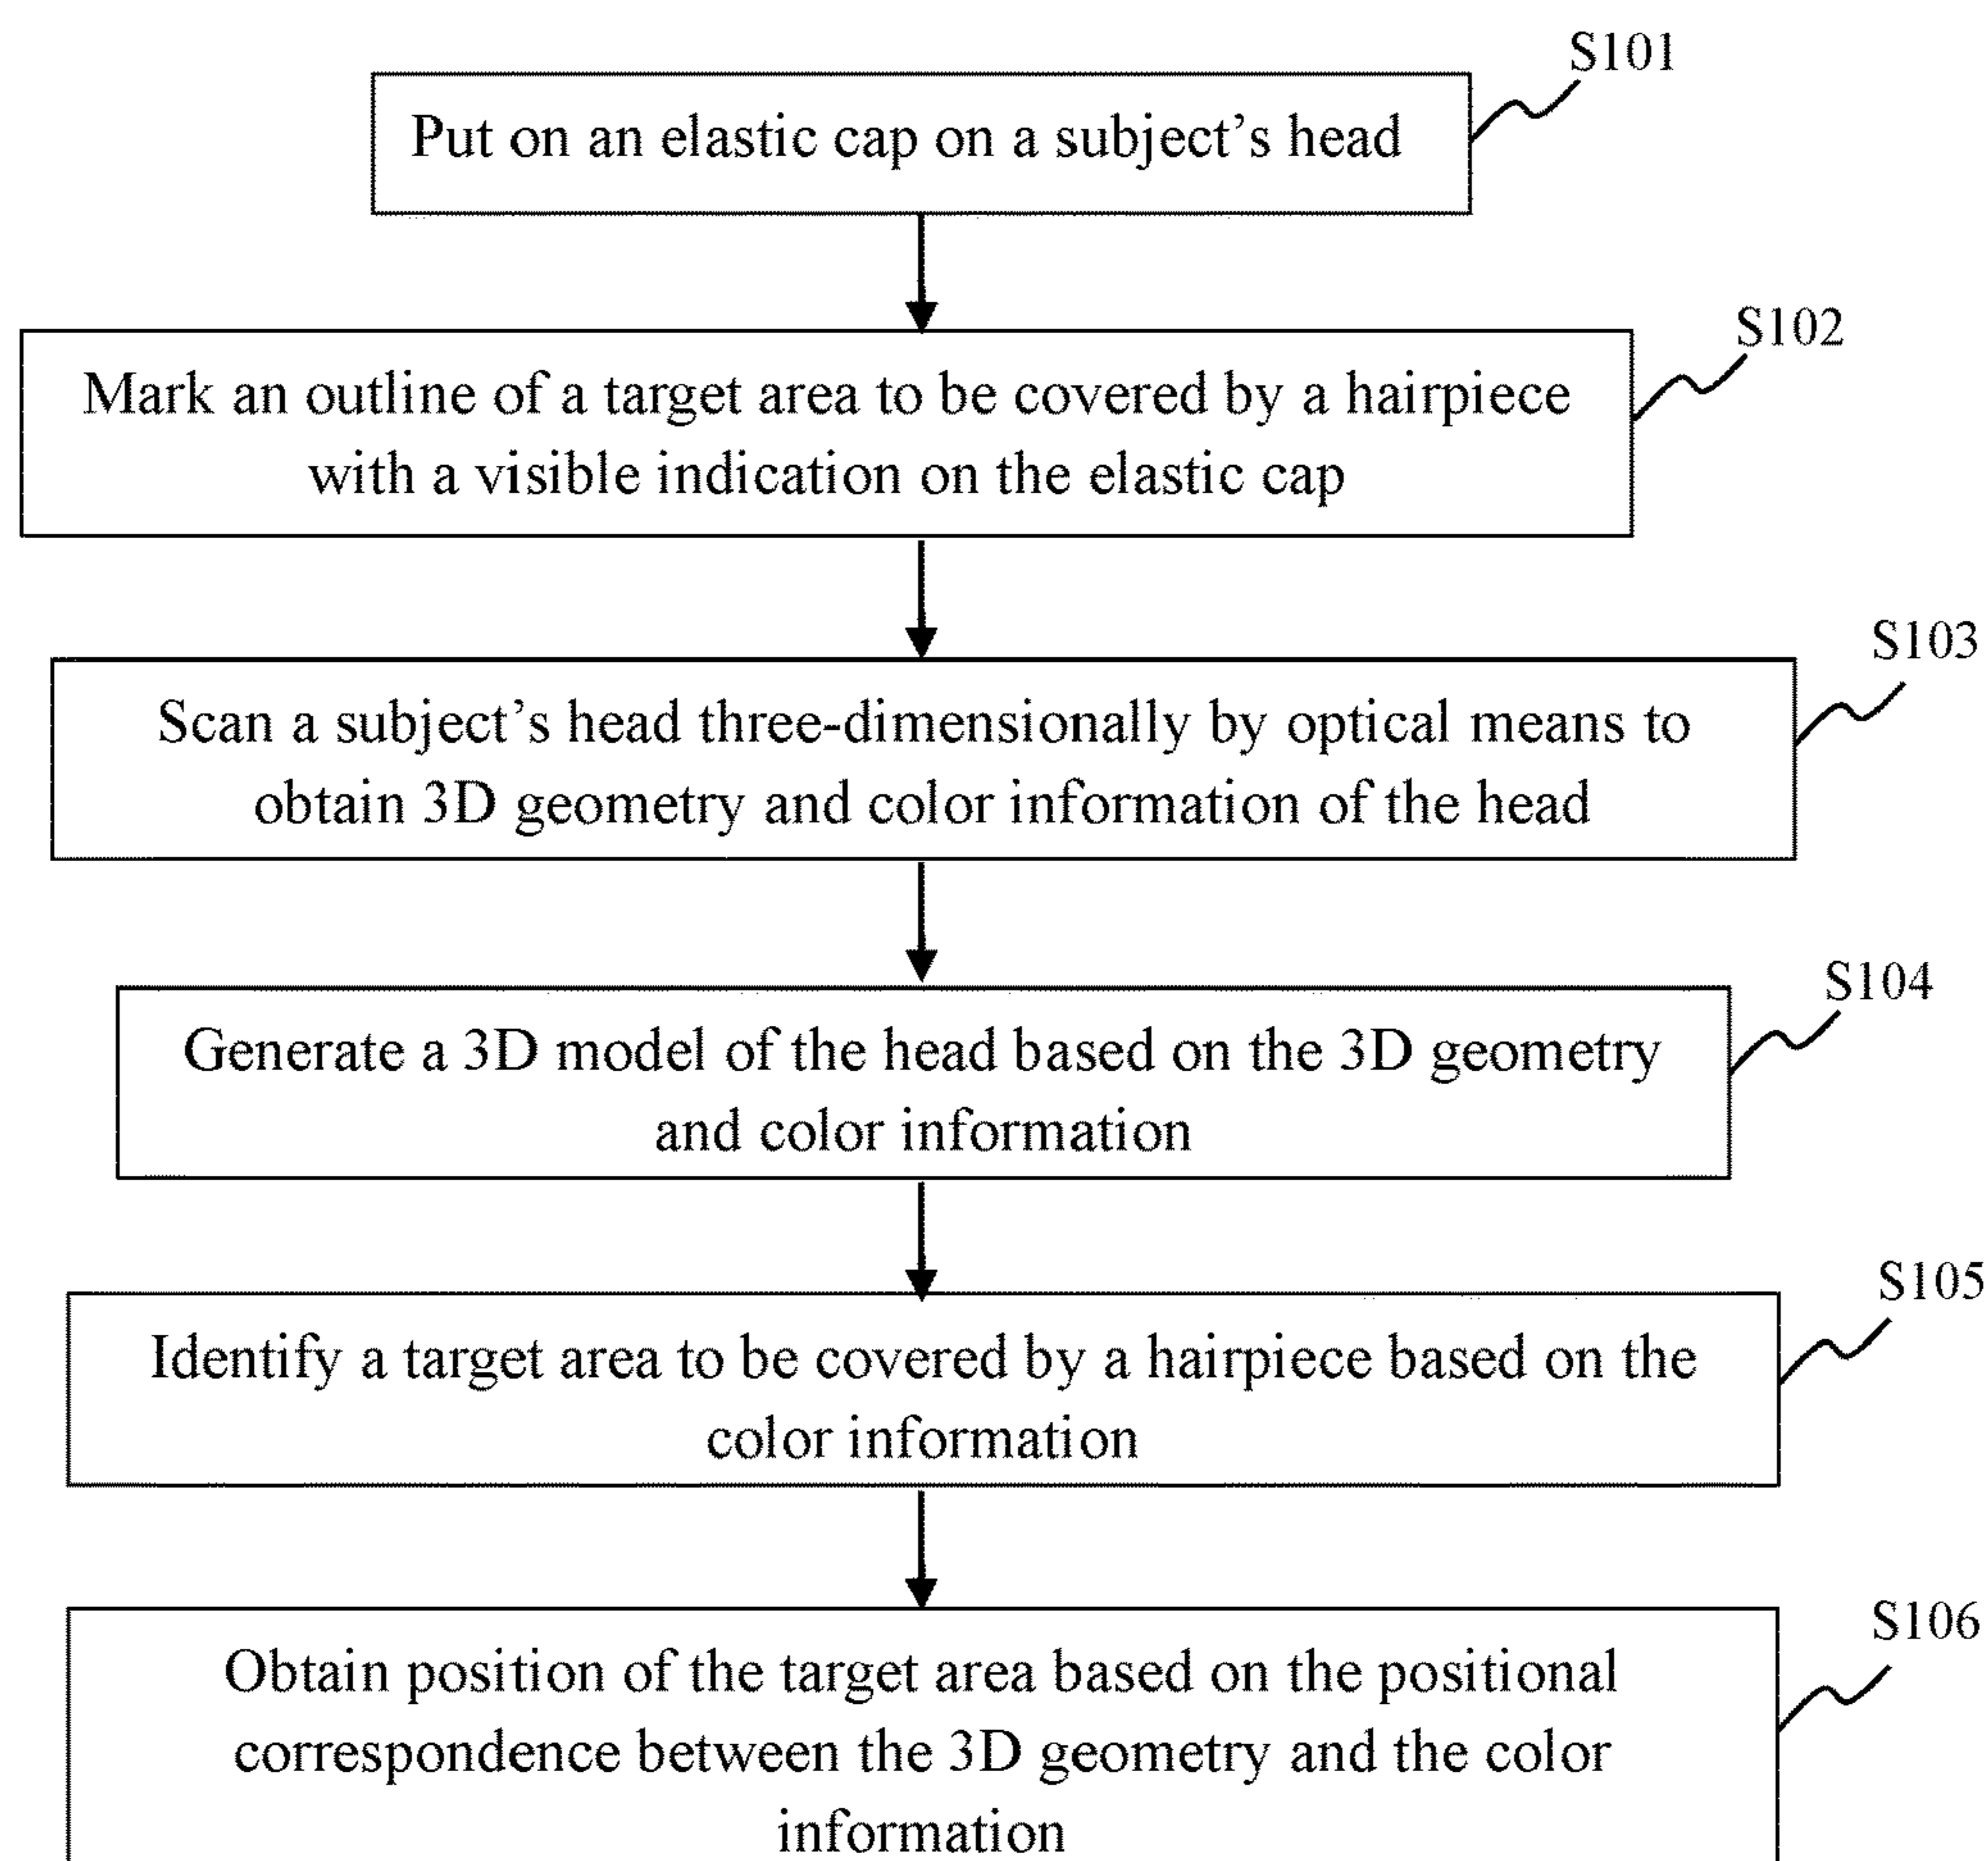 S101
Put on an elastic cap on a subject’s head
S102
Mark an outline of a target area to be covered by a hairpiece
with a visible indication on the elastic cap
S103
Scan a subject’s head three-dimensionally by optical means to
obtain 3D geometry and color information of the head
S104
Generate a 3D model of the head based on the 3D geometry
and color information
S105
Identify a target area to be covered by a hairpiece based on the
color information
S106
Obtain position of the target area based on the positional
correspondence between the 3D geometry and the color
information